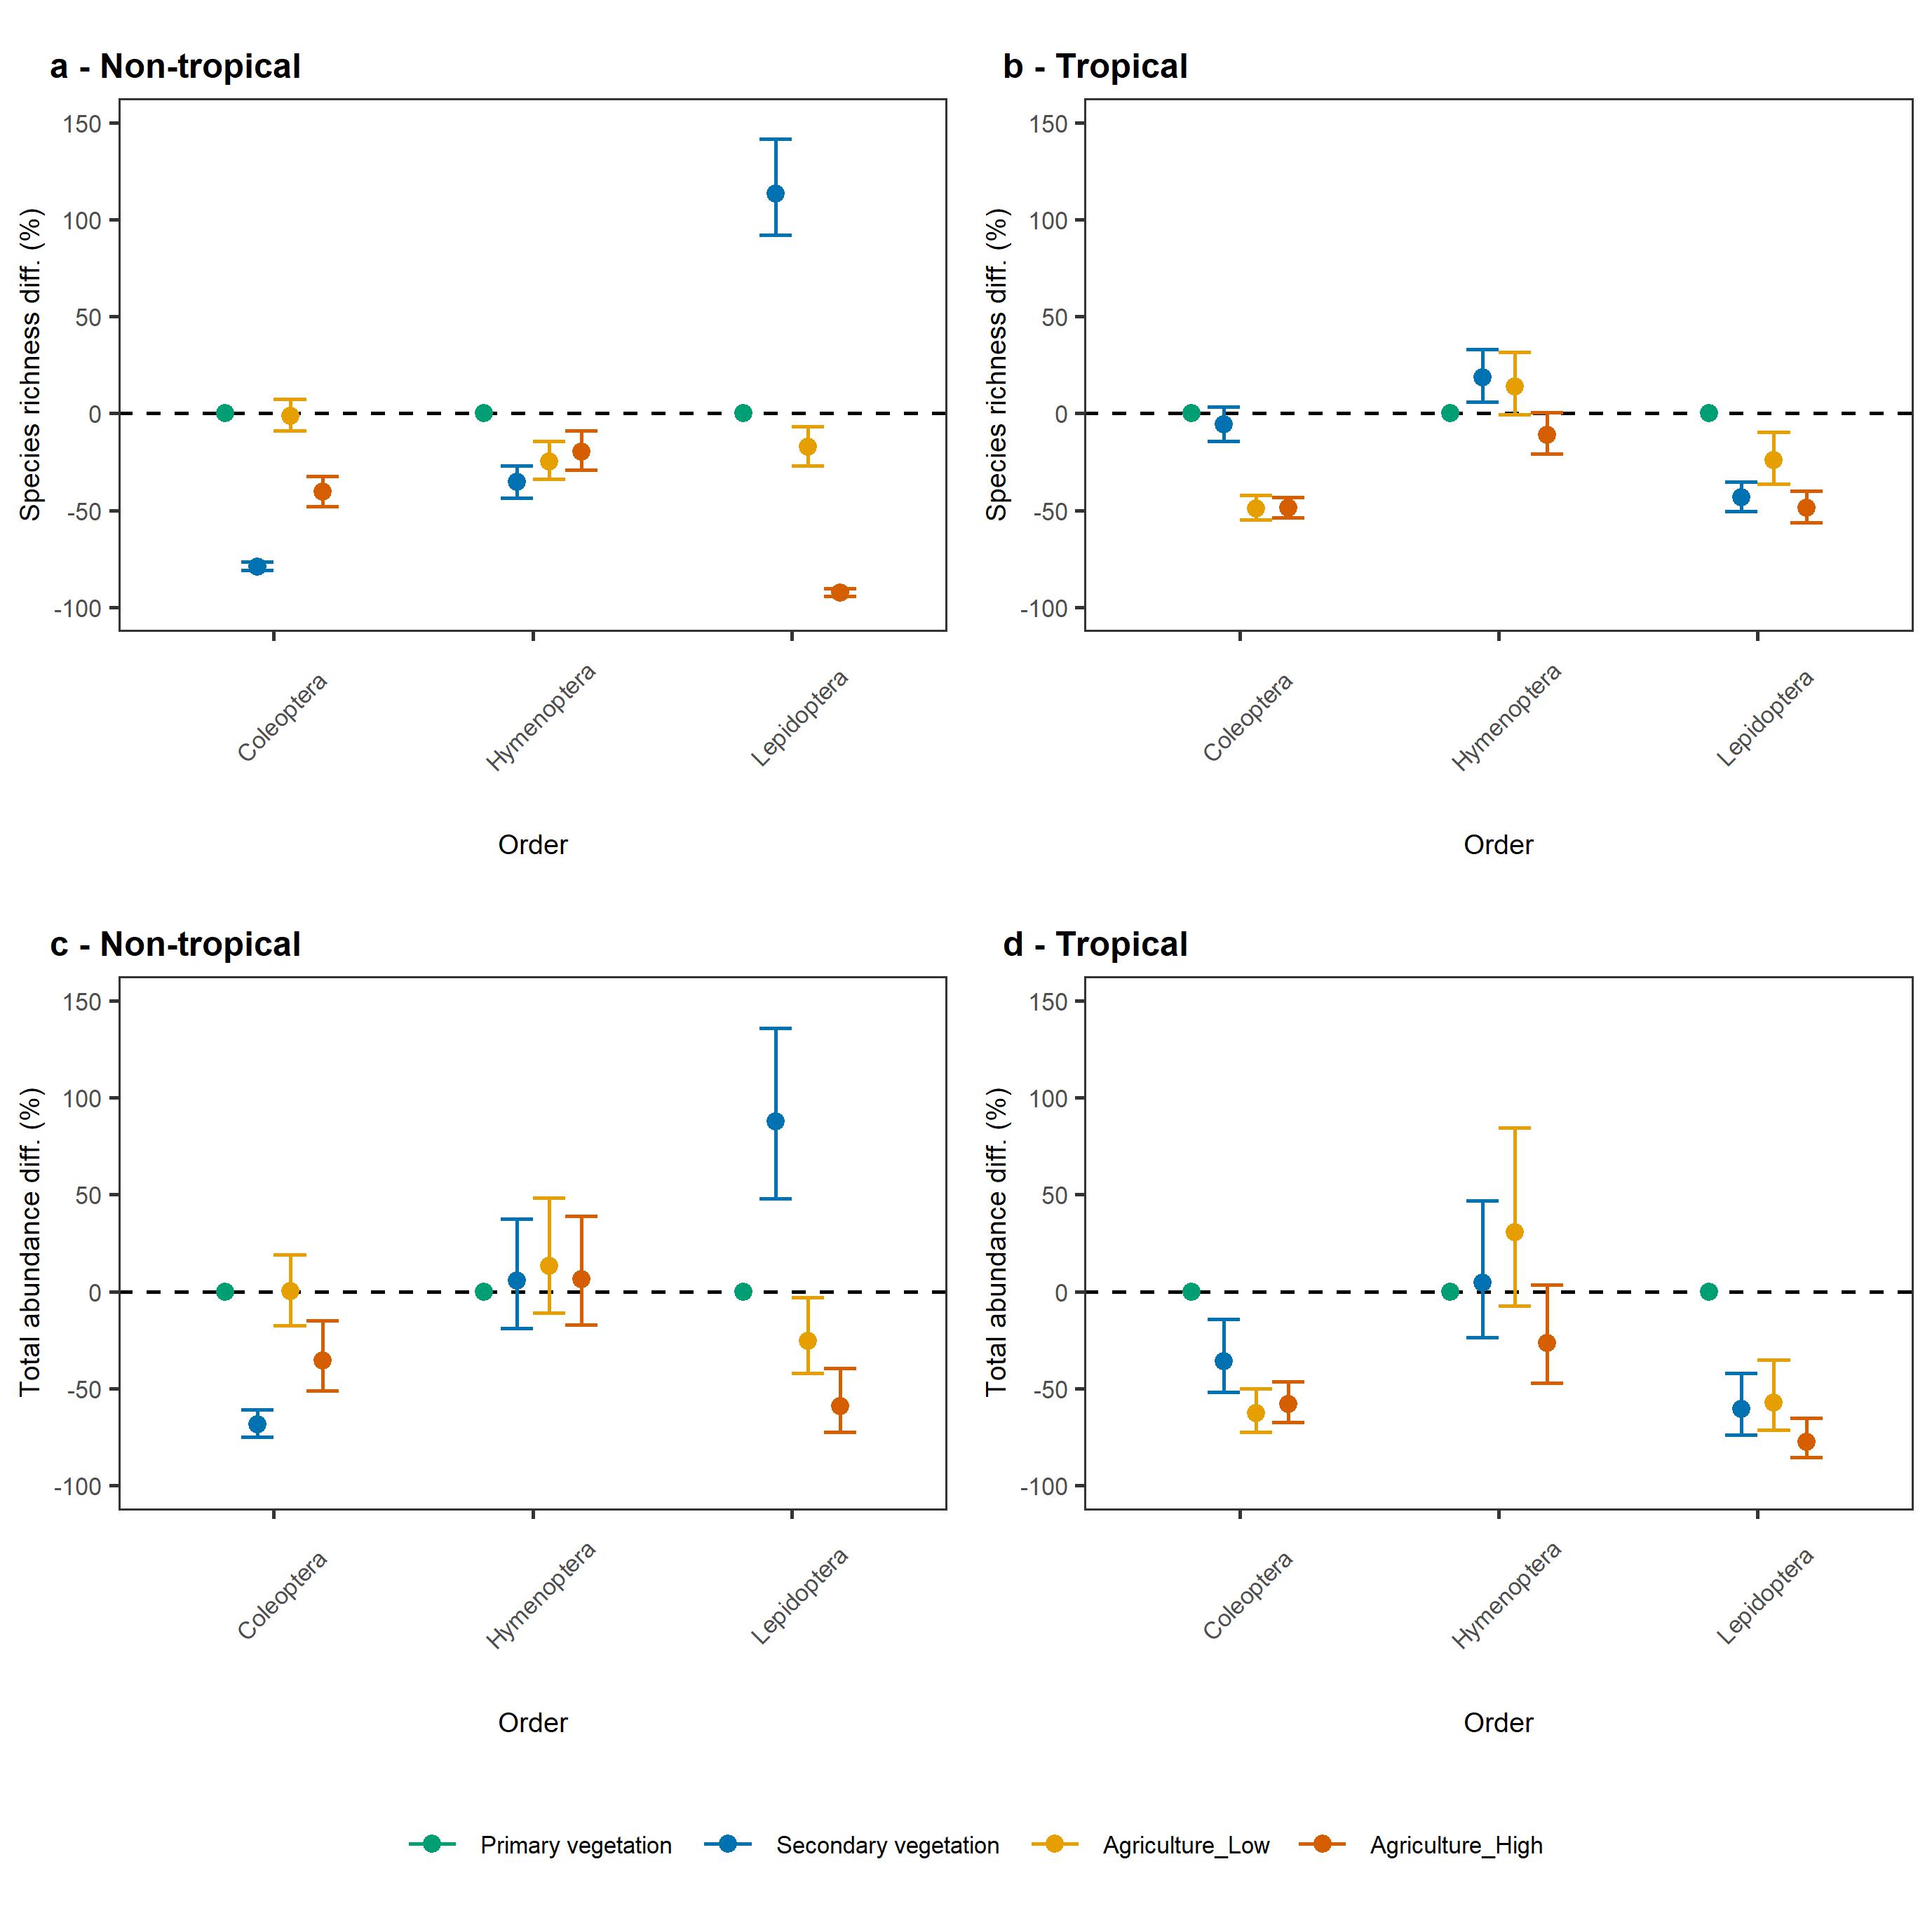 a - Non-tropical
Species richness diff. (%)
150
100
50
0
-50
-100
Coleoptera
Hymenoptera
Lepidoptera
Order
b - Tropical
Species richness diff. (%)
150
100
50
0
-50
-100
Coleoptera
Hymenoptera
Lepidoptera
Order
c - Non-tropical
Total abundance diff. (%)
150
100
50
0
-50
-100
Coleoptera
Hymenoptera
Lepidoptera
Order
d - Tropical
Total abundance diff. (%)
150
100
50
0
-50
-100
Coleoptera
Hymenoptera
Lepidoptera
Order
Primary vegetation
Secondary vegetation
Agriculture_Low
Agriculture_High